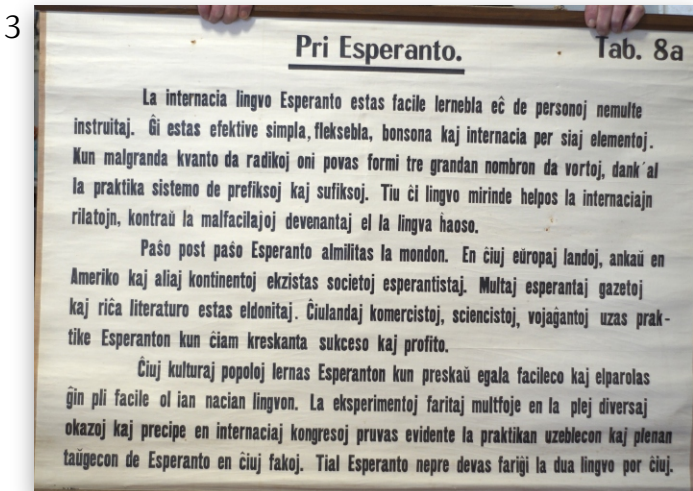 3
Pri Esperanto.
Tab. 8a
La internacia lingvo Esperanto estas facile lernebla eĉ de personoj nemulte
instruitaj. Ĝi estas efektive simpla, fleksebla, bonsona kaj internacia per siaj elementoj.
Kun malgranda kvanto da radikoj oni povas formi tre grandan nombron da vortoj, dank´al
la praktika sistemo de prefiksoj kaj sufiksoj. Tiu ĉi lingvo mirinde helpos la internaciajn
rilatojn, kontraŭ la malfacilajoj devenantaj el la lingva ĥaoso.
Paŝo post paŝo Esperanto almilitas la mondon. En ĉiuj eŭropaj landoj, ankaŭ en
Ameriko kaj aliaj kontinentoj ekzistas societoj esperantistaj. Multaj esperantaj gazetoj
kaj riĉa literaturo estas eldonitaj. Ĉiulandaj komercistoj, sciencistoj, vojaĝantoj uzas prak-
tike Esperanton kun ĉiam kreskanta sukceso kaj profito.
Ĉiuj kulturaj popoloj lernas Esperanton kun preskaŭ egala facileco kaj elparolas
ĝin pli facile ol ian nacian lingvon. La eksperimentoj faritaj multfoje en la plej diversaj
okazoj kaj precipe en internaciaj kongresoj pruvas evidente la praktikan uzeblecon kaj plenan
taŭgecon de Esperanto en ĉiuj fakoj. Tial Esperanto nepre devas fariĝi la dua lingvo por ĉiuj.